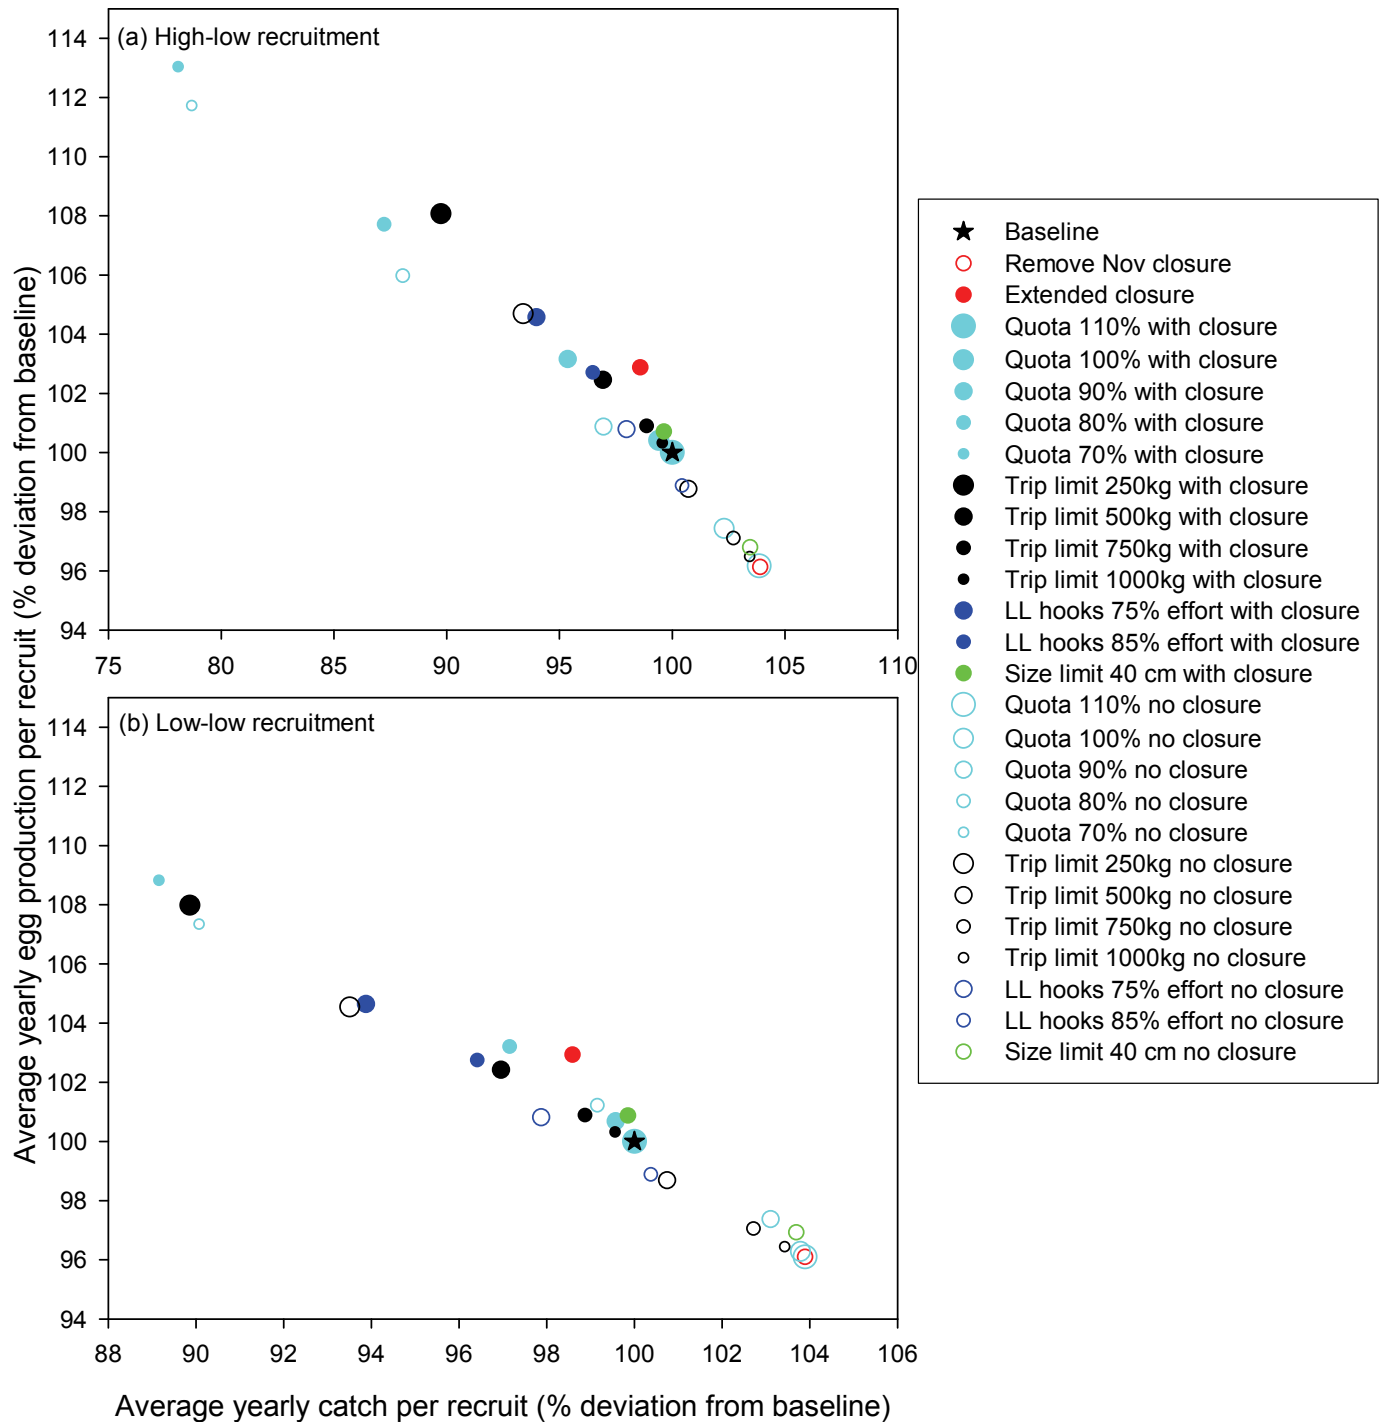 (a) High-low recruitment
114
112
110
108
106
104
102
100
98
96
94
75 80 85 90 95 100 105 110
(b) Low-low recruitment
114
112
110
108
106
104
102
100
98
96
94
88 90 92 94 96 98 100 102 104 106
Average yearly egg production per recruit (% deviation from baseline)
Average yearly catch per recruit (% deviation from baseline)
Baseline
Remove Nov closure
Extended closure
Quota 110% with closure
Quota 100% with closure
Quota 90% with closure
Quota 80% with closure
Quota 70% with closure
Trip limit 250kg with closure
Trip limit 500kg with closure
Trip limit 750kg with closure
Trip limit 1000kg with closure
LL hooks 75% effort with closure
LL hooks 85% effort with closure
Size limit 40 cm with closure
Quota 110% no closure
Quota 100% no closure
Quota 90% no closure
Quota 80% no closure
Quota 70% no closure
Trip limit 250kg no closure
Trip limit 500kg no closure
Trip limit 750kg no closure
Trip limit 1000kg no closure
LL hooks 75% effort no closure
LL hooks 85% effort no closure
Size limit 40 cm no closure